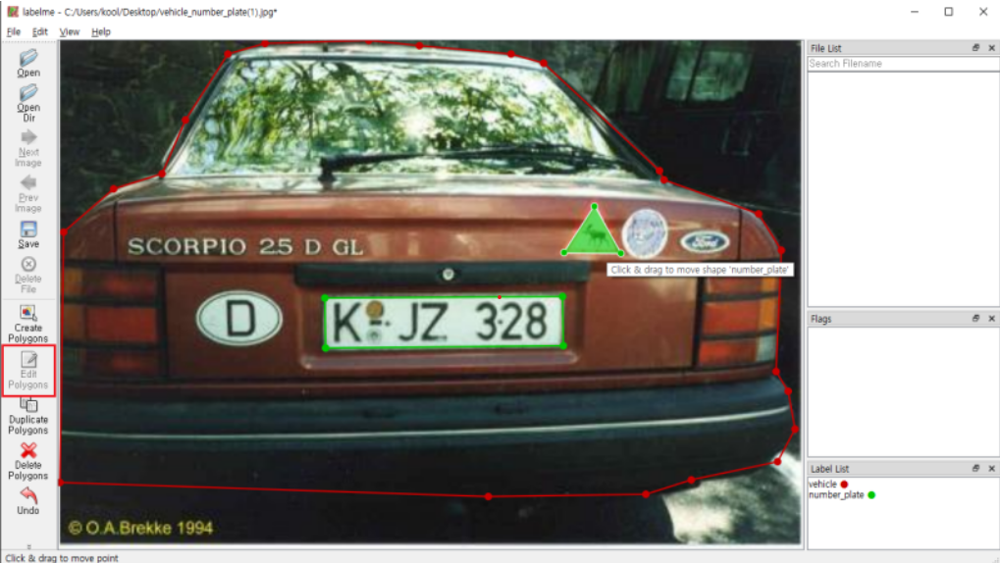 labelme - C:/Users/kool/Desktop/vehicle_number_plate(1).jpg*
File Edit View Help
Open
Open Dir
Next Image
Prev Image
Save
Delete File
Create Polygons
Edit Polygons
Duplicate Polygons
Delete Polygons
Undo
SCORPIO 2.5 D GL
Ford
Click & drag to move shape 'number_plate'
D
K JZ 328
© O.A.Brekke 1994
File List
Search Filename
Flags
Label List
vehicle
number_plate
Click & drag to move point